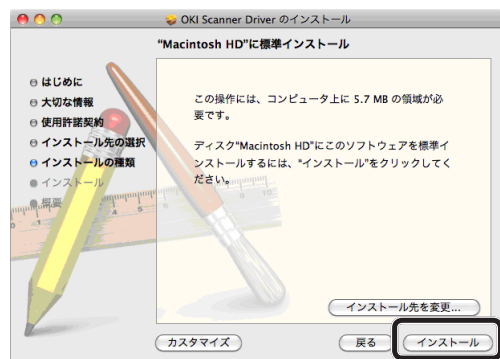 OKI Scanner Driver のインストール
“Macintosh HD”に標準インストール
はじめに
大切な情報
使用許諾契約
インストール先の選択
インストールの種類
インストール
概要
この操作には、コンピュータ上に 5.7 MB の領域が必
要です。
ディスク“Macintosh HD”にこのソフトウェアを標準イ
ンストールするには、“インストール”をクリックしてく
ださい。
インストール先を変更...
カスタマイズ
戻る
インストール